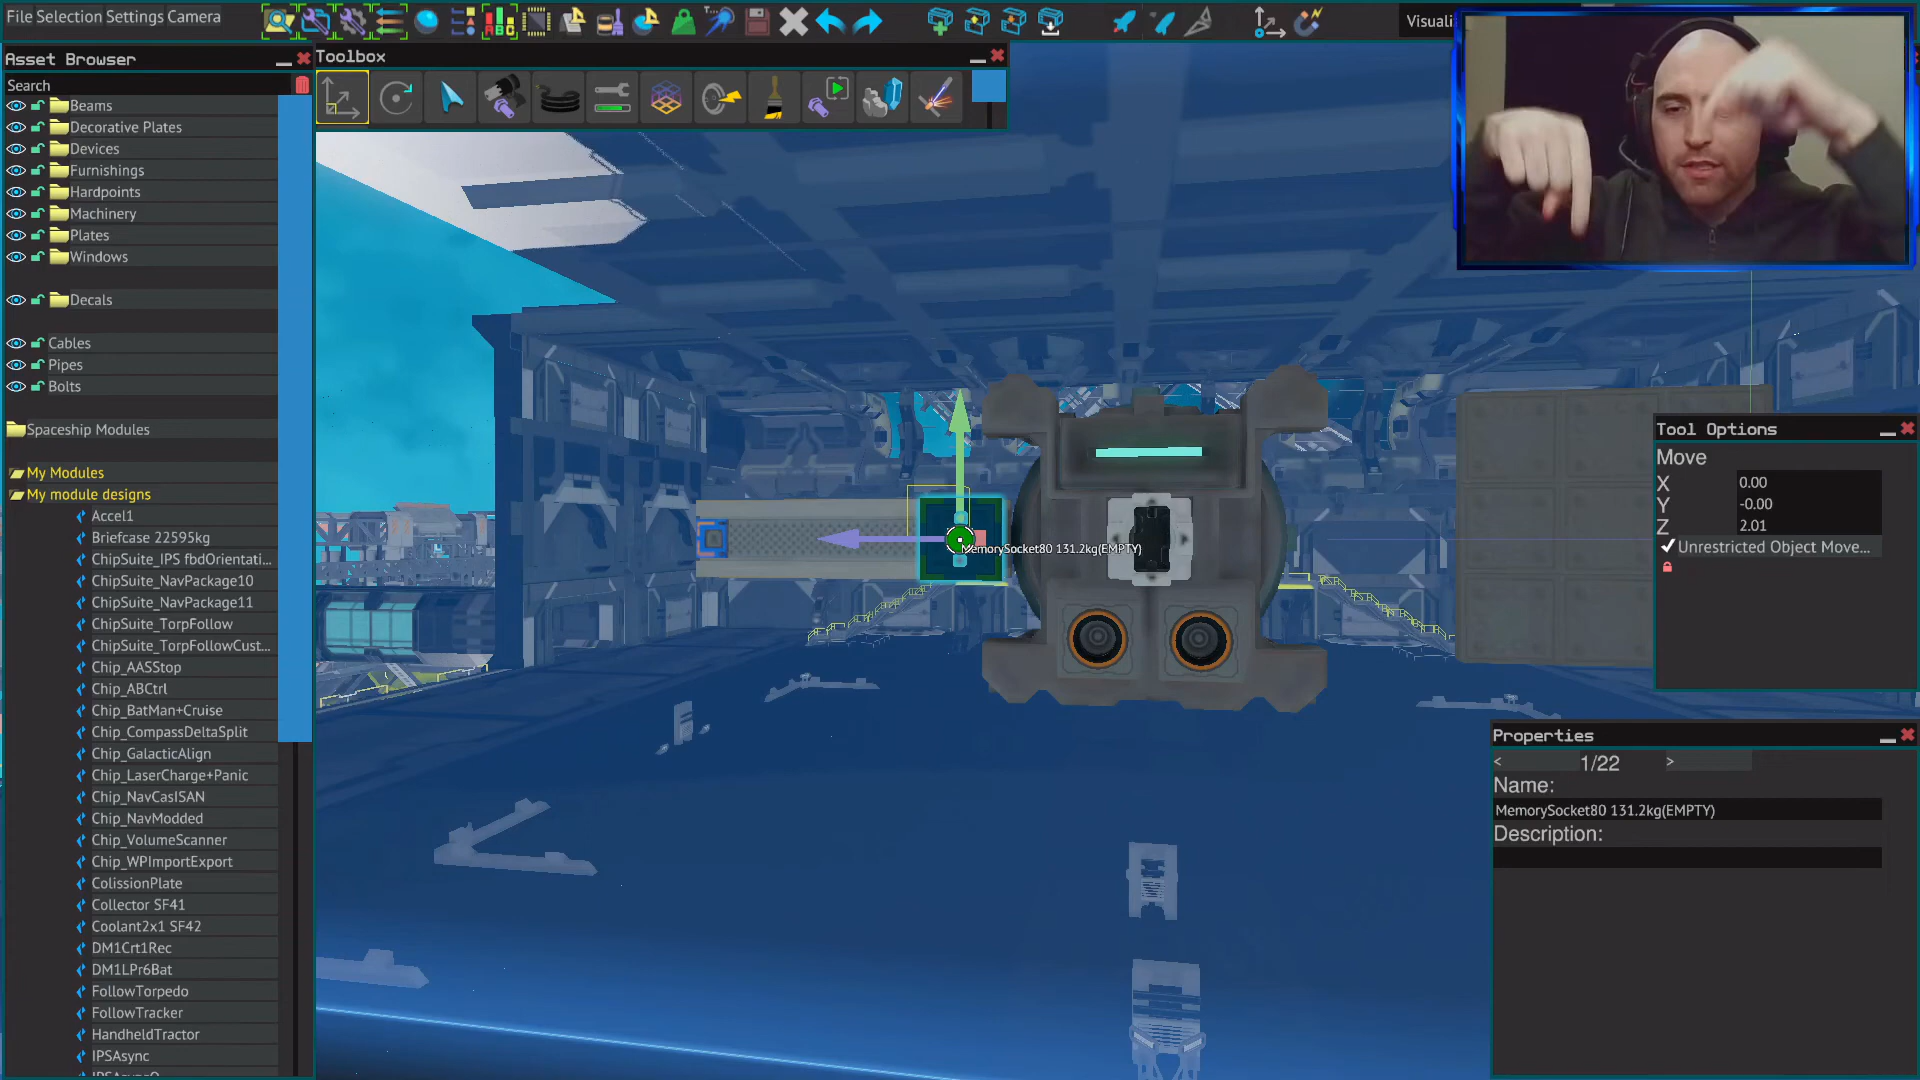 File Selection Settings Camera
Visuali
Asset Browser
Toolbox
Search
Beams
Decorative Plates
Devices
Furnishings
Hardpoints
Machinery
Plates
Windows
Decals
Cables
Pipes
Bolts
Spaceship Modules
My Modules
My module designs
Accel1
Briefcase 22595kg
ChipSuite_IPS fbdOrientati...
ChipSuite_NavPackage10
ChipSuite_NavPackage11
ChipSuite_TorpFollow
ChipSuite_TorpFollowCust...
Chip_AASStop
Chip_ABCtrl
Chip_BatMan+Cruise
Chip_CompassDeltaSplit
Chip_GalacticAlign
Chip_LaserCharge+Panic
Chip_NavCasISAN
Chip_NavModded
Chip_VolumeScanner
Chip_WPImportExport
ColissionPlate
Collector SF41
Coolant2x1 SF42
DM1Crt1Rec
DM1LPr6Bat
FollowTorpedo
FollowTracker
HandheldTractor
IPSAsync
MemorySocket80 131.2kg(EMPTY)
Tool Options
Move
X 0.00
Y -0.00
Z 2.01
Unrestricted Object Move...
Properties
< 1/22 >
Name:
MemorySocket80 131.2kg(EMPTY)
Description: